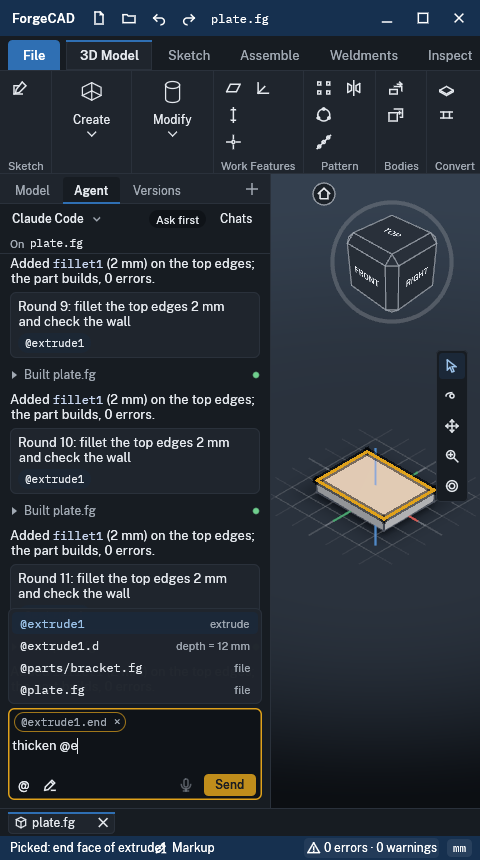 ForgeCAD
plate.fg
File
3D Model
Sketch
Assemble
Weldments
Inspect
Create
Modify
Sketch
Work Features
Pattern
Bodies
Convert
Model
Agent
Versions
Claude Code
Ask first
Chats
On plate.fg
Added fillet1 (2 mm) on the top edges;
the part builds, 0 errors.
Round 9: fillet the top edges 2 mm
and check the wall
@extrude1
Built plate.fg
Added fillet1 (2 mm) on the top edges;
the part builds, 0 errors.
Round 10: fillet the top edges 2 mm
and check the wall
@extrude1
Built plate.fg
Added fillet1 (2 mm) on the top edges;
the part builds, 0 errors.
Round 11: fillet the top edges 2 mm
and check the wall
@extrude1 extrude
@extrude1.d depth = 12 mm
@parts/bracket.fg file
@plate.fg file
@extrude1.end ×
thicken @e
@
Send
TOP
FRONT
RIGHT
plate.fg
Picked: end face of extrude
Markup
0 errors · 0 warnings
mm